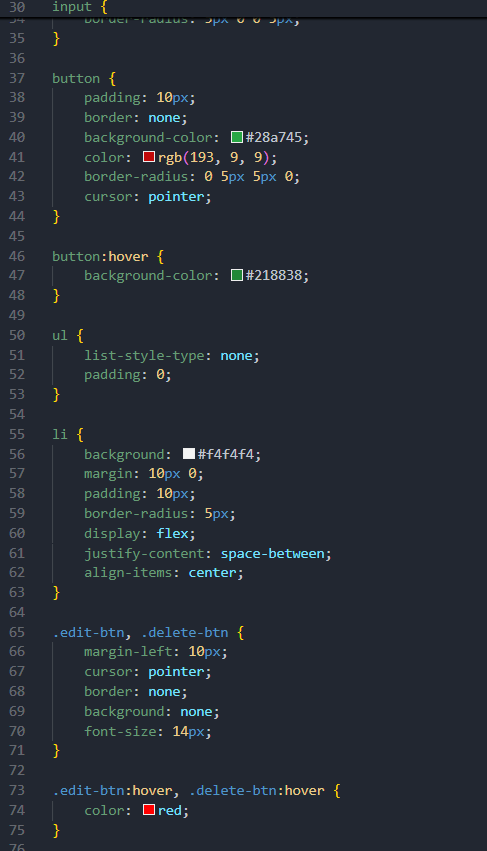 30 input {
34 border-radius: 5px 0 0 5px;
35 }
36
37 button {
38 padding: 10px;
39 border: none;
40 background-color: #28a745;
41 color: rgb(193, 9, 9);
42 border-radius: 0 5px 5px 0;
43 cursor: pointer;
44 }
45
46 button:hover {
47 background-color: #218838;
48 }
49
50 ul {
51 list-style-type: none;
52 padding: 0;
53 }
54
55 li {
56 background: #f4f4f4;
57 margin: 10px 0;
58 padding: 10px;
59 border-radius: 5px;
60 display: flex;
61 justify-content: space-between;
62 align-items: center;
63 }
64
65 .edit-btn, .delete-btn {
66 margin-left: 10px;
67 cursor: pointer;
68 border: none;
69 background: none;
70 font-size: 14px;
71 }
72
73 .edit-btn:hover, .delete-btn:hover {
74 color: red;
75 }
76